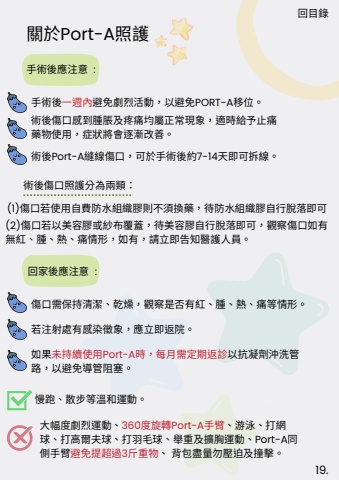 回目錄
關於Port-A照護
手術後應注意：
手術後一週內避免劇烈活動，以避免PORT-A移位。
術後傷口感到腫脹及疼痛均屬正常現象，適時給予止痛
藥物使用，症狀將會逐漸改善。
術後Port-A縫線傷口，可於手術後約7-14天即可拆線。
術後傷口照護分為兩類：
(1)傷口若使用自費防水組織膠則不須換藥，待防水組織膠自行脫落即可
(2)傷口若以美容膠或紗布覆蓋，待美容膠自行脫落即可，觀察傷口如有
無紅、腫、熱、痛情形，如有，請立即告知醫護人員。
回家後應注意：
傷口需保持清潔、乾燥，觀察是否有紅、腫、熱、痛等情形。
若注射處有感染徵象，應立即返院。
如果未持續使用Port-A時，每月需定期返診以抗凝劑沖洗管
路，以避免導管阻塞。
慢跑、散步等溫和運動。
大幅度劇烈運動、360度旋轉Port-A手臂、游泳、打網
球、打高爾夫球、打羽毛球、舉重及擴胸運動、Port-A同
側手臂避免提超過3斤重物、 背包盡量勿壓迫及撞擊。
19.